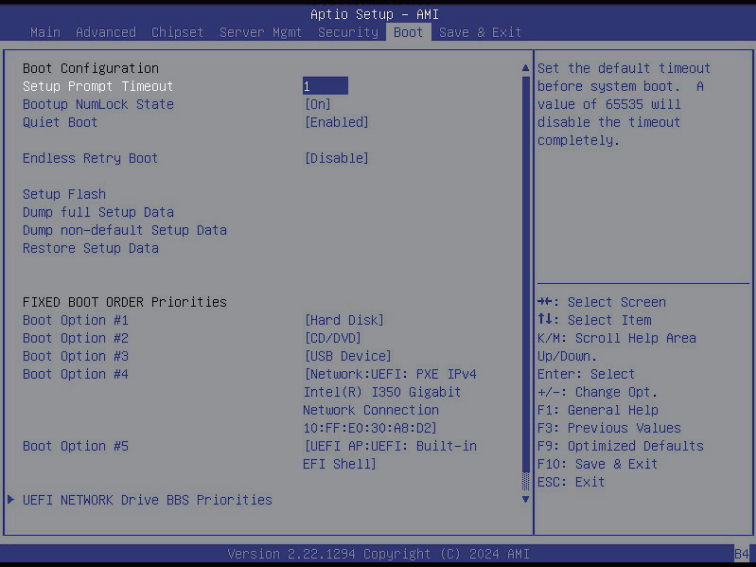 Aptio Setup – AMI
Main Advanced Chipset Server Mgmt Security Boot Save & Exit
Boot Configuration
Setup Prompt Timeout 1
Bootup NumLock State [On]
Quiet Boot [Enabled]
Endless Retry Boot [Disable]
Setup Flash
Dump full Setup Data
Dump non-default Setup Data
Restore Setup Data
FIXED BOOT ORDER Priorities
Boot Option #1 [Hard Disk]
Boot Option #2 [CD/DVD]
Boot Option #3 [USB Device]
Boot Option #4 [Network:UEFI: PXE IPv4
Intel(R) I350 Gigabit
Network Connection
10:FF:E0:30:A8:D2]
Boot Option #5 [UEFI AP:UEFI: Built-in
EFI Shell]
UEFI NETWORK Drive BBS Priorities
Set the default timeout
before system boot. A
value of 65535 will
disable the timeout
completely.
→←: Select Screen
↑↓: Select Item
K/M: Scroll Help Area
Up/Down.
Enter: Select
+/-: Change Opt.
F1: General Help
F3: Previous Values
F9: Optimized Defaults
F10: Save & Exit
ESC: Exit
Version 2.22.1294 Copyright (C) 2024 AMI
B4